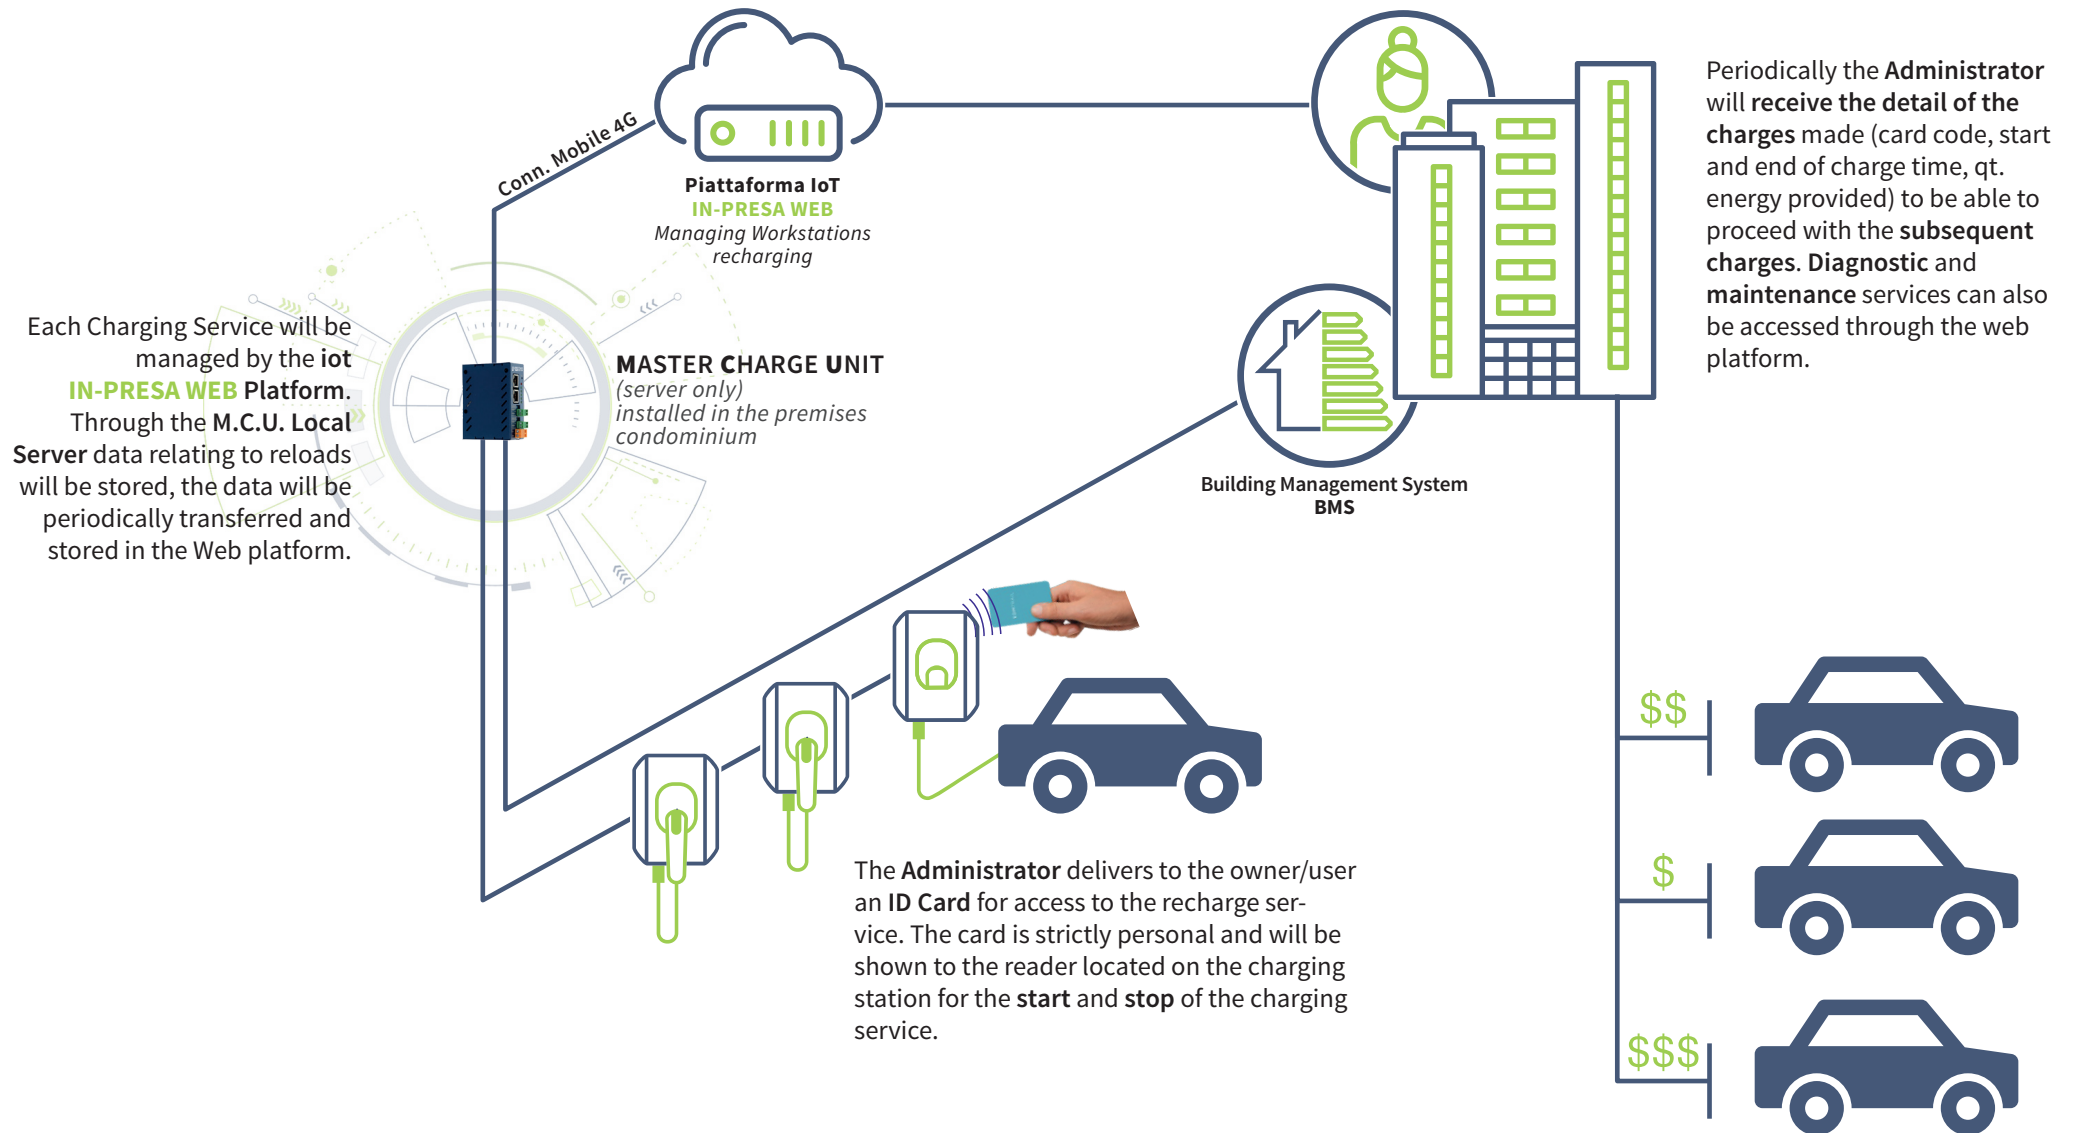 Conn. Mobile 4G
Piattaforma IoT
IN-PRESA WEB
Managing Workstations
recharging
Periodically the Administrator
will receive the detail of the
charges made (card code, start
and end of charge time, qt.
energy provided) to be able to
proceed with the subsequent
charges. Diagnostic and
maintenance services can also
be accessed through the web
platform.
Each Charging Service will be
managed by the iot
IN-PRESA WEB Platform.
Through the M.C.U. Local
Server data relating to reloads
will be stored, the data will be
periodically transferred and
stored in the Web platform.
MASTER CHARGE UNIT
(server only)
installed in the premises
condominium
Building Management System
BMS
The Administrator delivers to the owner/user
an ID Card for access to the recharge ser-
vice. The card is strictly personal and will be
shown to the reader located on the charging
station for the start and stop of the charging
service.
$$
$
$$$